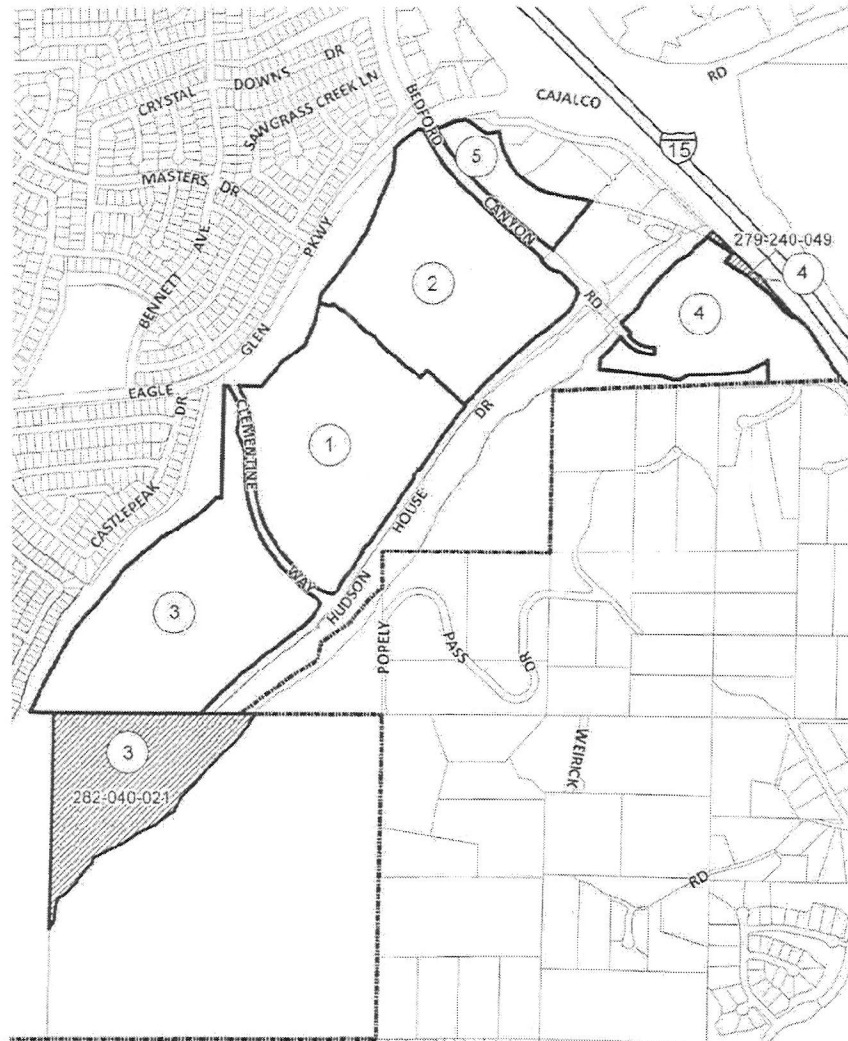 CRYSTAL DOWNS DR
SAWGRASS CREEK LN
MASTERS DR
BENNETT AVE
EAGLE GLEN PKWY
CASTLEPEAK DR
BEDFORD CANYON RD
CAJALCO RD
15
5
2
279-240-049
4
4
1
CLEMENTINE WAY
HUDSON HOUSE DR
3
POPELY PASS DR
WEIRICK RD
3
282-040-021